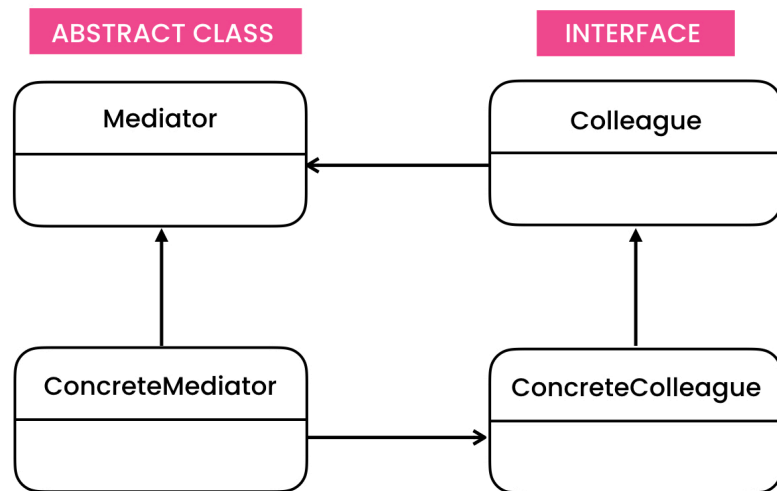 ABSTRACT CLASS
INTERFACE
Mediator
Colleague
ConcreteMediator
ConcreteColleague